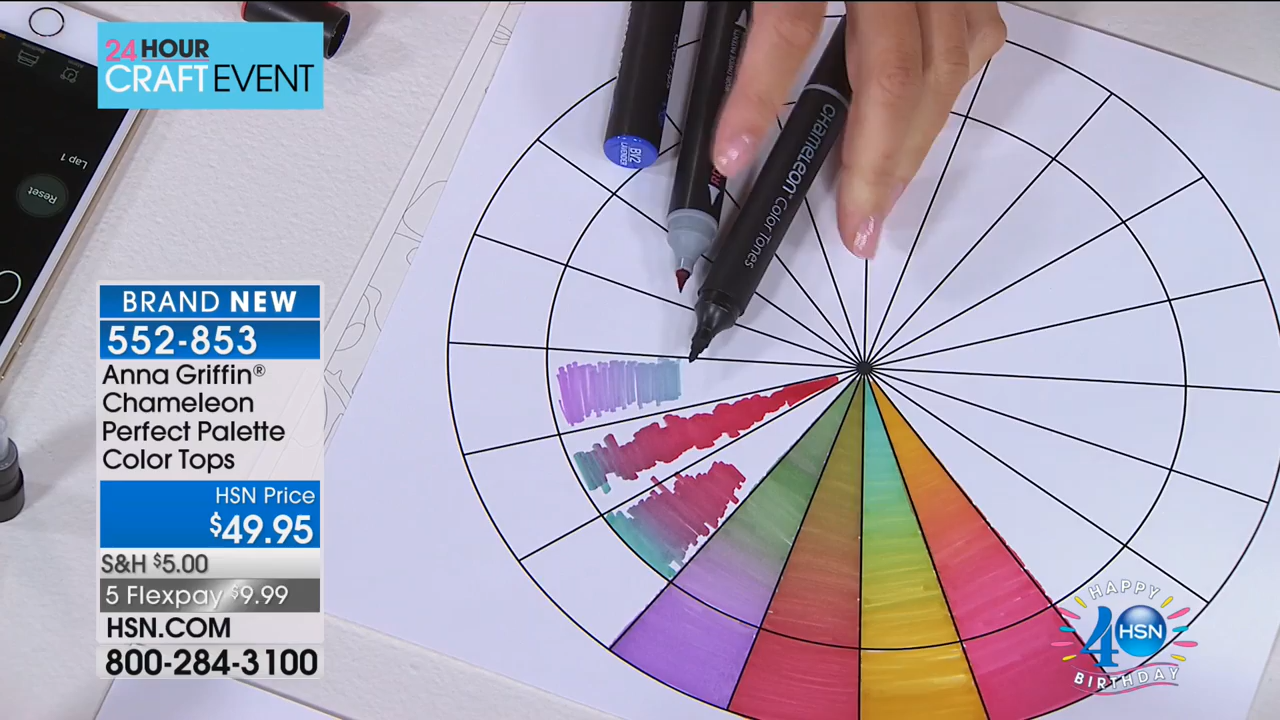 24 HOUR
CRAFT EVENT
Lap 1
Reset
BRAND NEW
552-853
Anna Griffin®
Chameleon
Perfect Palette
Color Tops
HSN Price
$49.95
S&H $5.00
5 Flexpay $9.99
HSN.COM
800-284-3100
BV2
LAVENDER
CHAMELEON™ Color Tones
HAPPY
40
HSN
BIRTHDAY